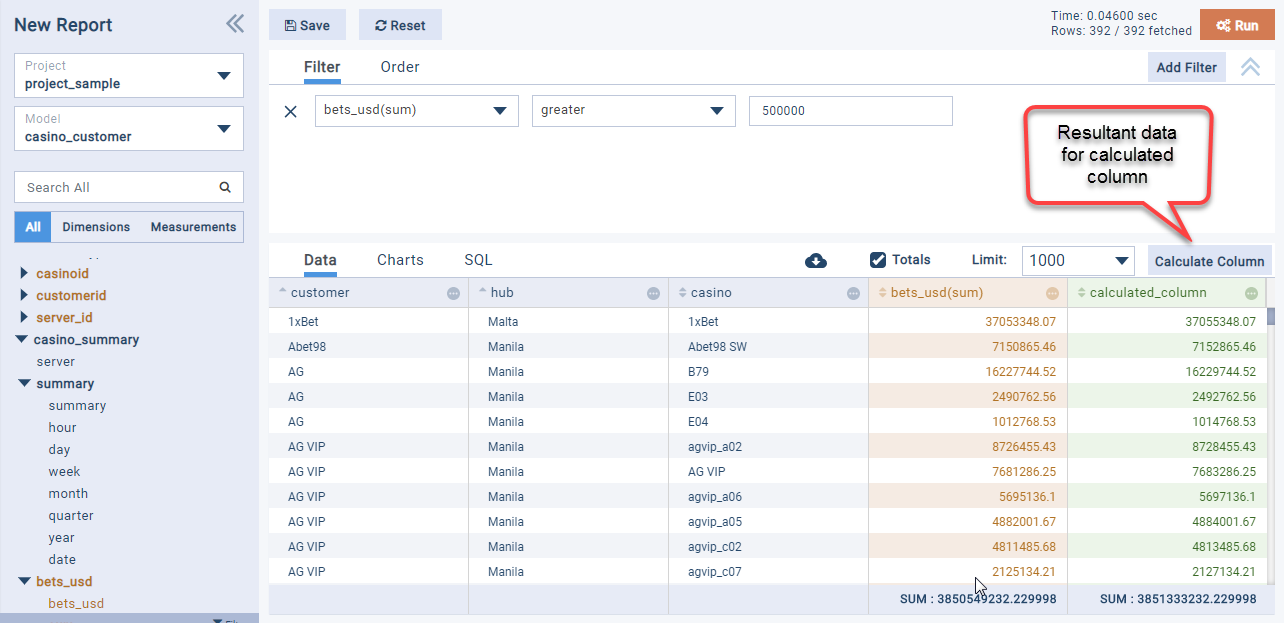 New Report
Project
project_sample
Model
casino_customer
Search All
All Dimensions Measurements
casinoid
customerid
server_id
casino_summary
server
summary
summary
hour
day
week
month
quarter
year
date
bets_usd
bets_usd
Save Reset
Time: 0.04600 sec
Rows: 392 / 392 fetched
Run
Filter Order Add Filter
bets_usd(sum) greater 500000
Resultant data
for calculated
column
Data Charts SQL Totals Limit: 1000 Calculate Column
customer hub casino bets_usd(sum) calculated_column
1xBet Malta 1xBet 37053348.07 37055348.07
Abet98 Manila Abet98 SW 7150865.46 7152865.46
AG Manila B79 16227744.52 16229744.52
AG Manila E03 2490762.56 2492762.56
AG Manila E04 1012768.53 1014768.53
AG VIP Manila agvip_a02 8726455.43 8728455.43
AG VIP Manila AG VIP 7681286.25 7683286.25
AG VIP Manila agvip_a06 5695136.1 5697136.1
AG VIP Manila agvip_a05 4882001.67 4884001.67
AG VIP Manila agvip_c02 4811485.68 4813485.68
AG VIP Manila agvip_c07 2125134.21 2127134.21
SUM : 3850549232.229998 SUM : 3851333232.229998